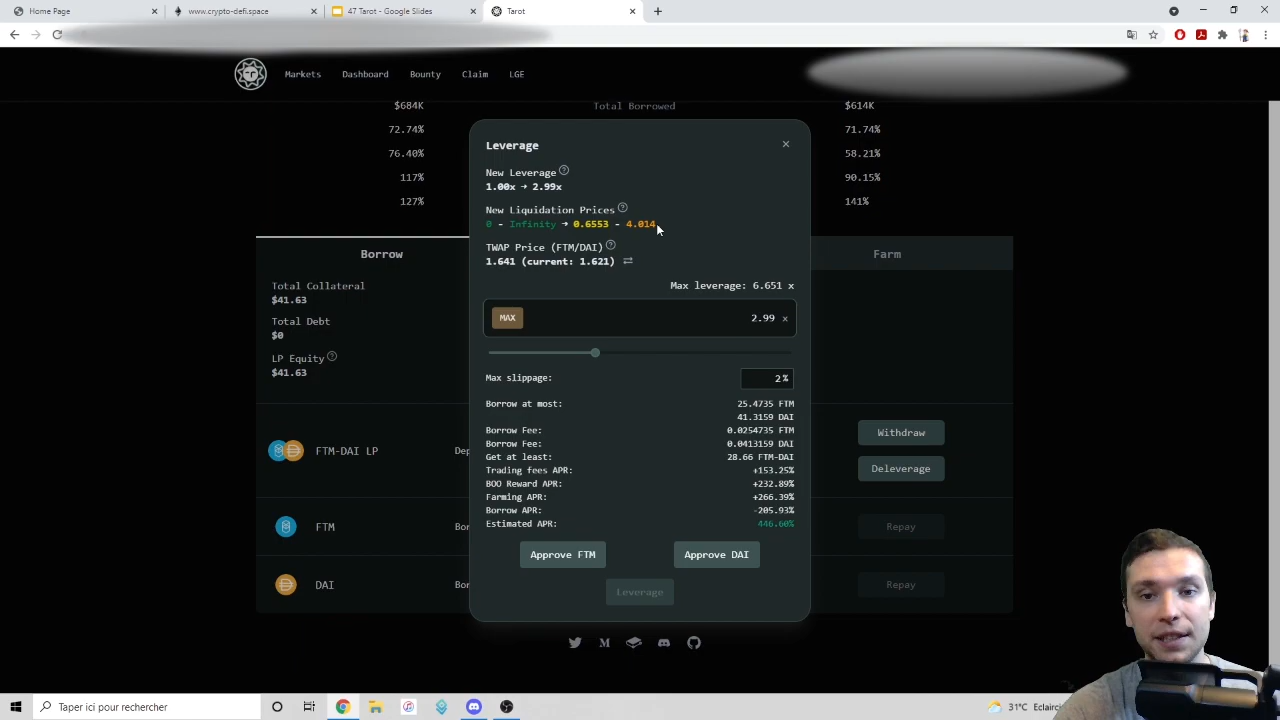 Home Page
www.crypto-defi.space
47 Tarot - Google Slides
Tarot
Markets Dashboard Bounty Claim LGE
$684K Total Borrowed $614K
72.74% 71.74%
76.40% 58.21%
117% 90.15%
127% 141%
Leverage
New Leverage
1.00x → 2.99x
New Liquidation Prices
0 - Infinity → 0.6553 - 4.014
TWAP Price (FTM/DAI)
1.641 (current: 1.621)
Max leverage: 6.651 x
MAX 2.99 x
Max slippage: 2%
Borrow at most: 25.4735 FTM
41.3159 DAI
Borrow Fee: 0.0254735 FTM
Borrow Fee: 0.0413159 DAI
Get at least: 28.66 FTM-DAI
Trading fees APR: +153.25%
BOO Reward APR: +232.89%
Farming APR: +266.39%
Borrow APR: -205.93%
Estimated APR: 446.60%
Approve FTM Approve DAI
Leverage
Borrow Farm
Total Collateral
$41.63
Total Debt
$0
LP Equity
$41.63
FTM-DAI LP Dep Withdraw
Deleverage
FTM Bor Repay
DAI Bor Repay
Taper ici pour rechercher
31°C Eclairci